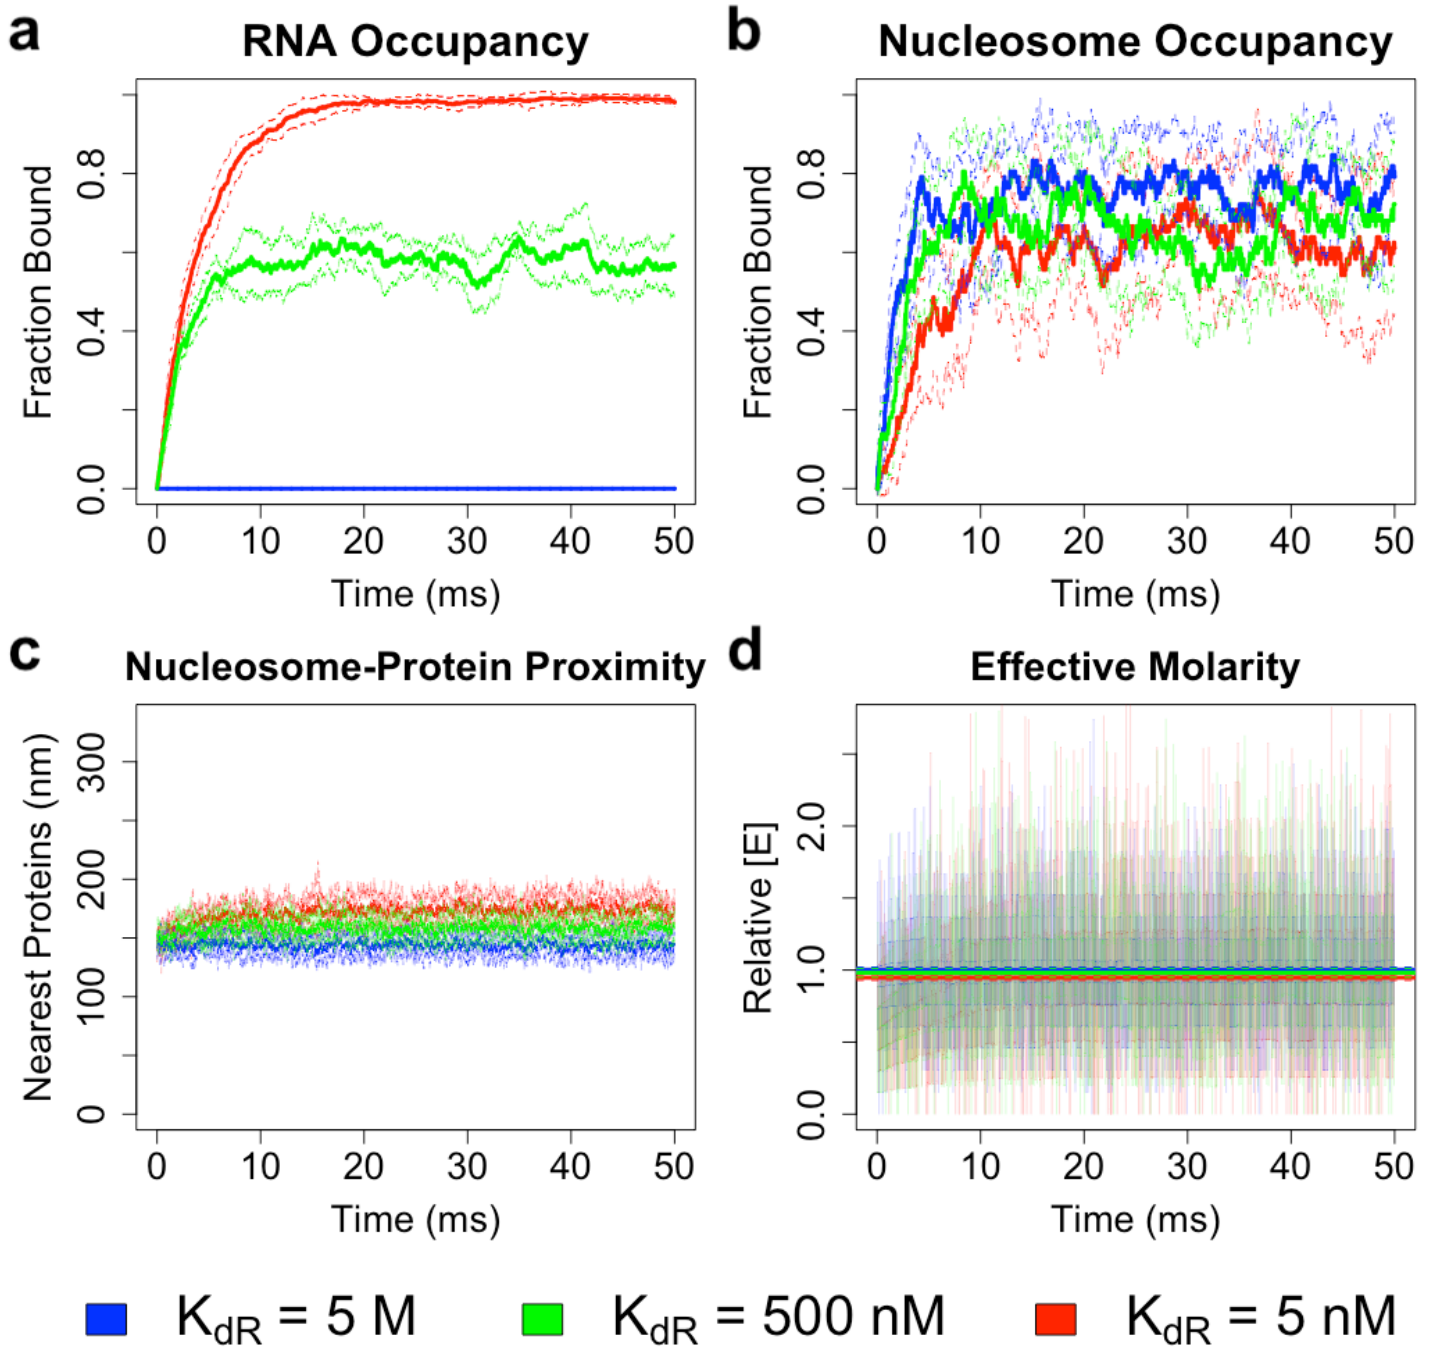 a
RNA Occupancy
Fraction Bound
0.0
0.4
0.8
0 10 20 30 40 50
Time (ms)
b
Nucleosome Occupancy
Fraction Bound
0.0
0.4
0.8
0 10 20 30 40 50
Time (ms)
c
Nucleosome-Protein Proximity
Nearest Proteins (nm)
0
100
200
300
0 10 20 30 40 50
Time (ms)
d
Effective Molarity
Relative [E]
0.0
1.0
2.0
0 10 20 30 40 50
Time (ms)
KdR = 5 M
KdR = 500 nM
KdR = 5 nM